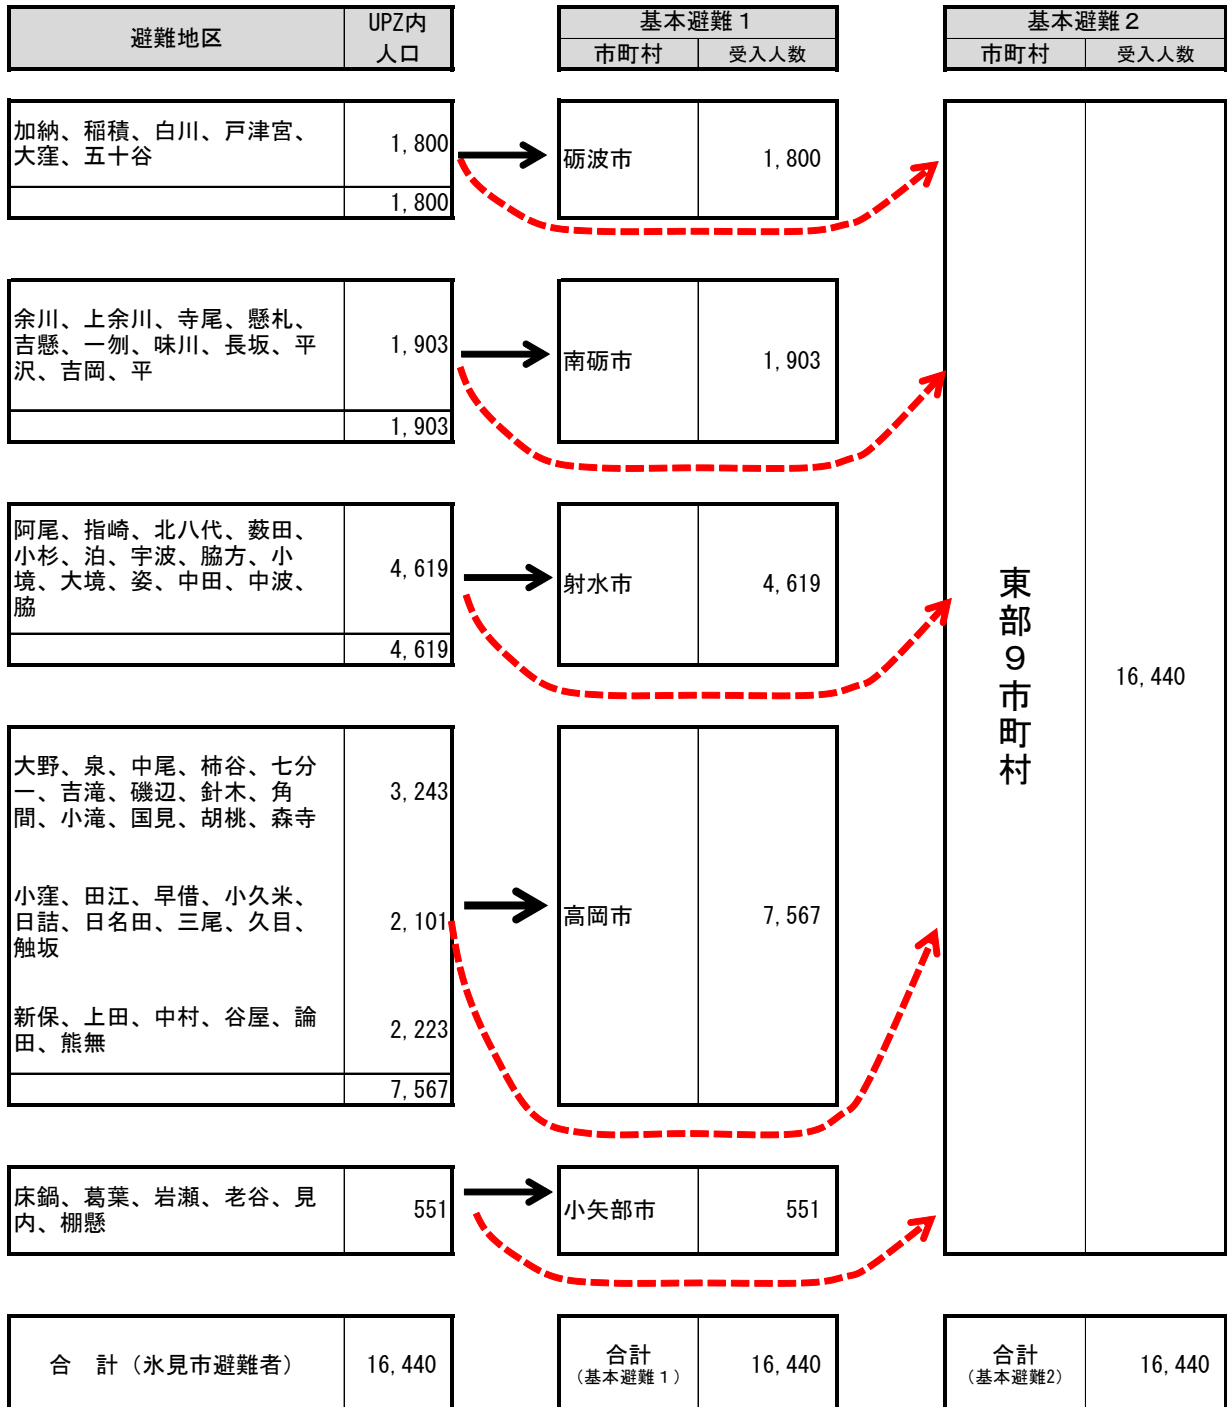 避難地区
UPZ内
人口
基本避難１
市町村
受入人数
基本避難２
市町村
受入人数
加納、稲積、白川、戸津宮、
大窪、五十谷
1,800
1,800
砺波市
1,800
余川、上余川、寺尾、懸札、
吉懸、一刎、味川、長坂、平
沢、吉岡、平
1,903
1,903
南砺市
1,903
阿尾、指崎、北八代、薮田、
小杉、泊、宇波、脇方、小
境、大境、姿、中田、中波、
脇
4,619
4,619
射水市
4,619
大野、泉、中尾、柿谷、七分
一、吉滝、磯辺、針木、角
間、小滝、国見、胡桃、森寺
3,243
小窪、田江、早借、小久米、
日詰、日名田、三尾、久目、
触坂
2,101
新保、上田、中村、谷屋、論
田、熊無
2,223
7,567
高岡市
7,567
床鍋、葛葉、岩瀬、老谷、見
内、棚懸
551
小矢部市
551
東部９市町村
16,440
合　計（氷見市避難者）
16,440
合計
（基本避難１）
16,440
合計
（基本避難2）
16,440